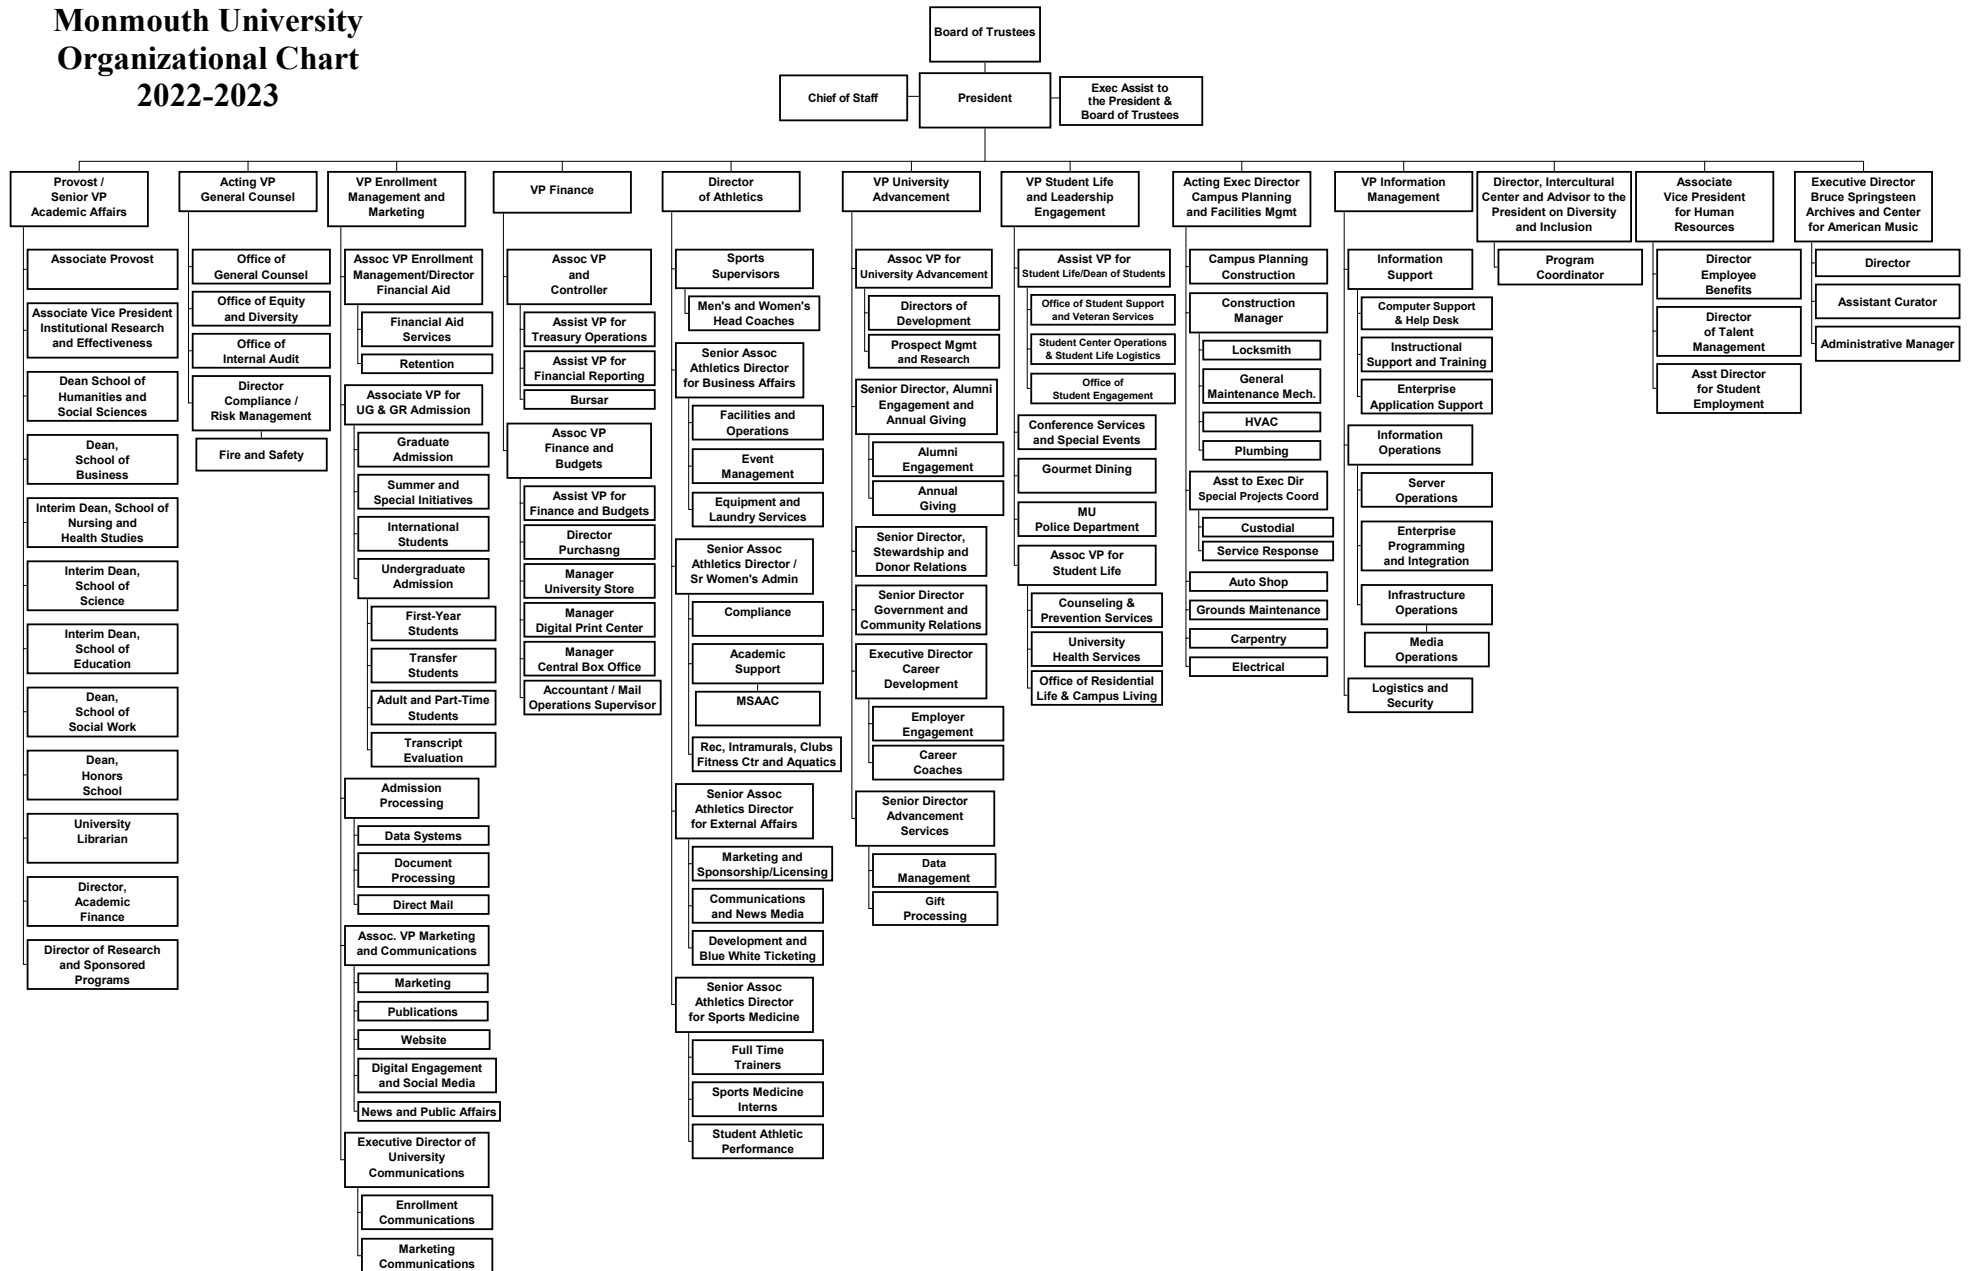 Monmouth University
Organizational Chart
2022-2023
Board of Trustees
Chief of Staff
President
Exec Assist to
the President &
Board of Trustees
Provost /
Senior VP
Academic Affairs
Associate Provost
Associate Vice President
Institutional Research
and Effectiveness
Dean School of
Humanities and
Social Sciences
Dean,
School of
Business
Interim Dean, School of
Nursing and
Health Studies
Interim Dean,
School of
Science
Interim Dean,
School of
Education
Dean,
School of
Social Work
Dean,
Honors
School
University
Librarian
Director,
Academic
Finance
Director of Research
and Sponsored
Programs
Acting VP
General Counsel
Office of
General Counsel
Office of Equity
and Diversity
Office of
Internal Audit
Director
Compliance /
Risk Management
Fire and Safety
VP Enrollment
Management and
Marketing
Assoc VP Enrollment
Management/Director
Financial Aid
Financial Aid
Services
Retention
Associate VP for
UG & GR Admission
Graduate
Admission
Summer and
Special Initiatives
International
Students
Undergraduate
Admission
First-Year
Students
Transfer
Students
Adult and Part-Time
Students
Transcript
Evaluation
Admission
Processing
Data Systems
Document
Processing
Direct Mail
Assoc. VP Marketing
and Communications
Marketing
Publications
Website
Digital Engagement
and Social Media
News and Public Affairs
Executive Director of
University
Communications
Enrollment
Communications
Marketing
Communications
VP Finance
Assoc VP
and
Controller
Assist VP for
Treasury Operations
Assist VP for
Financial Reporting
Bursar
Assoc VP
Finance and
Budgets
Assist VP for
Finance and Budgets
Director
Purchasng
Manager
University Store
Manager
Digital Print Center
Manager
Central Box Office
Accountant / Mail
Operations Supervisor
Director
of Athletics
Sports
Supervisors
Men's and Women's
Head Coaches
Senior Assoc
Athletics Director
for Business Affairs
Facilities and
Operations
Event
Management
Equipment and
Laundry Services
Senior Assoc
Athletics Director /
Sr Women's Admin
Compliance
Academic
Support
MSAAC
Rec, Intramurals, Clubs
Fitness Ctr and Aquatics
Senior Assoc
Athletics Director
for External Affairs
Marketing and
Sponsorship/Licensing
Communications
and News Media
Development and
Blue White Ticketing
Senior Assoc
Athletics Director
for Sports Medicine
Full Time
Trainers
Sports Medicine
Interns
Student Athletic
Performance
VP University
Advancement
Assoc VP for
University Advancement
Directors of
Development
Prospect Mgmt
and Research
Senior Director, Alumni
Engagement and
Annual Giving
Alumni
Engagement
Annual
Giving
Senior Director,
Stewardship and
Donor Relations
Senior Director
Government and
Community Relations
Executive Director
Career
Development
Employer
Engagement
Career
Coaches
Senior Director
Advancement
Services
Data
Management
Gift
Processing
VP Student Life
and Leadership
Engagement
Assist VP for
Student Life/Dean of Students
Office of Student Support
and Veteran Services
Student Center Operations
& Student Life Logistics
Office of
Student Engagement
Conference Services
and Special Events
Gourmet Dining
MU
Police Department
Assoc VP for
Student Life
Counseling &
Prevention Services
University
Health Services
Office of Residential
Life & Campus Living
Acting Exec Director
Campus Planning
and Facilities Mgmt
Campus Planning
Construction
Construction
Manager
Locksmith
General
Maintenance Mech.
HVAC
Plumbing
Asst to Exec Dir
Special Projects Coord
Custodial
Service Response
Auto Shop
Grounds Maintenance
Carpentry
Electrical
VP Information
Management
Information
Support
Computer Support
& Help Desk
Instructional
Support and Training
Enterprise
Application Support
Information
Operations
Server
Operations
Enterprise
Programming
and Integration
Infrastructure
Operations
Media
Operations
Logistics and
Security
Director, Intercultural
Center and Advisor to the
President on Diversity
and Inclusion
Program
Coordinator
Associate
Vice President
for Human
Resources
Director
Employee
Benefits
Director
of Talent
Management
Asst Director
for Student
Employment
Executive Director
Bruce Springsteen
Archives and Center
for American Music
Director
Assistant Curator
Administrative Manager